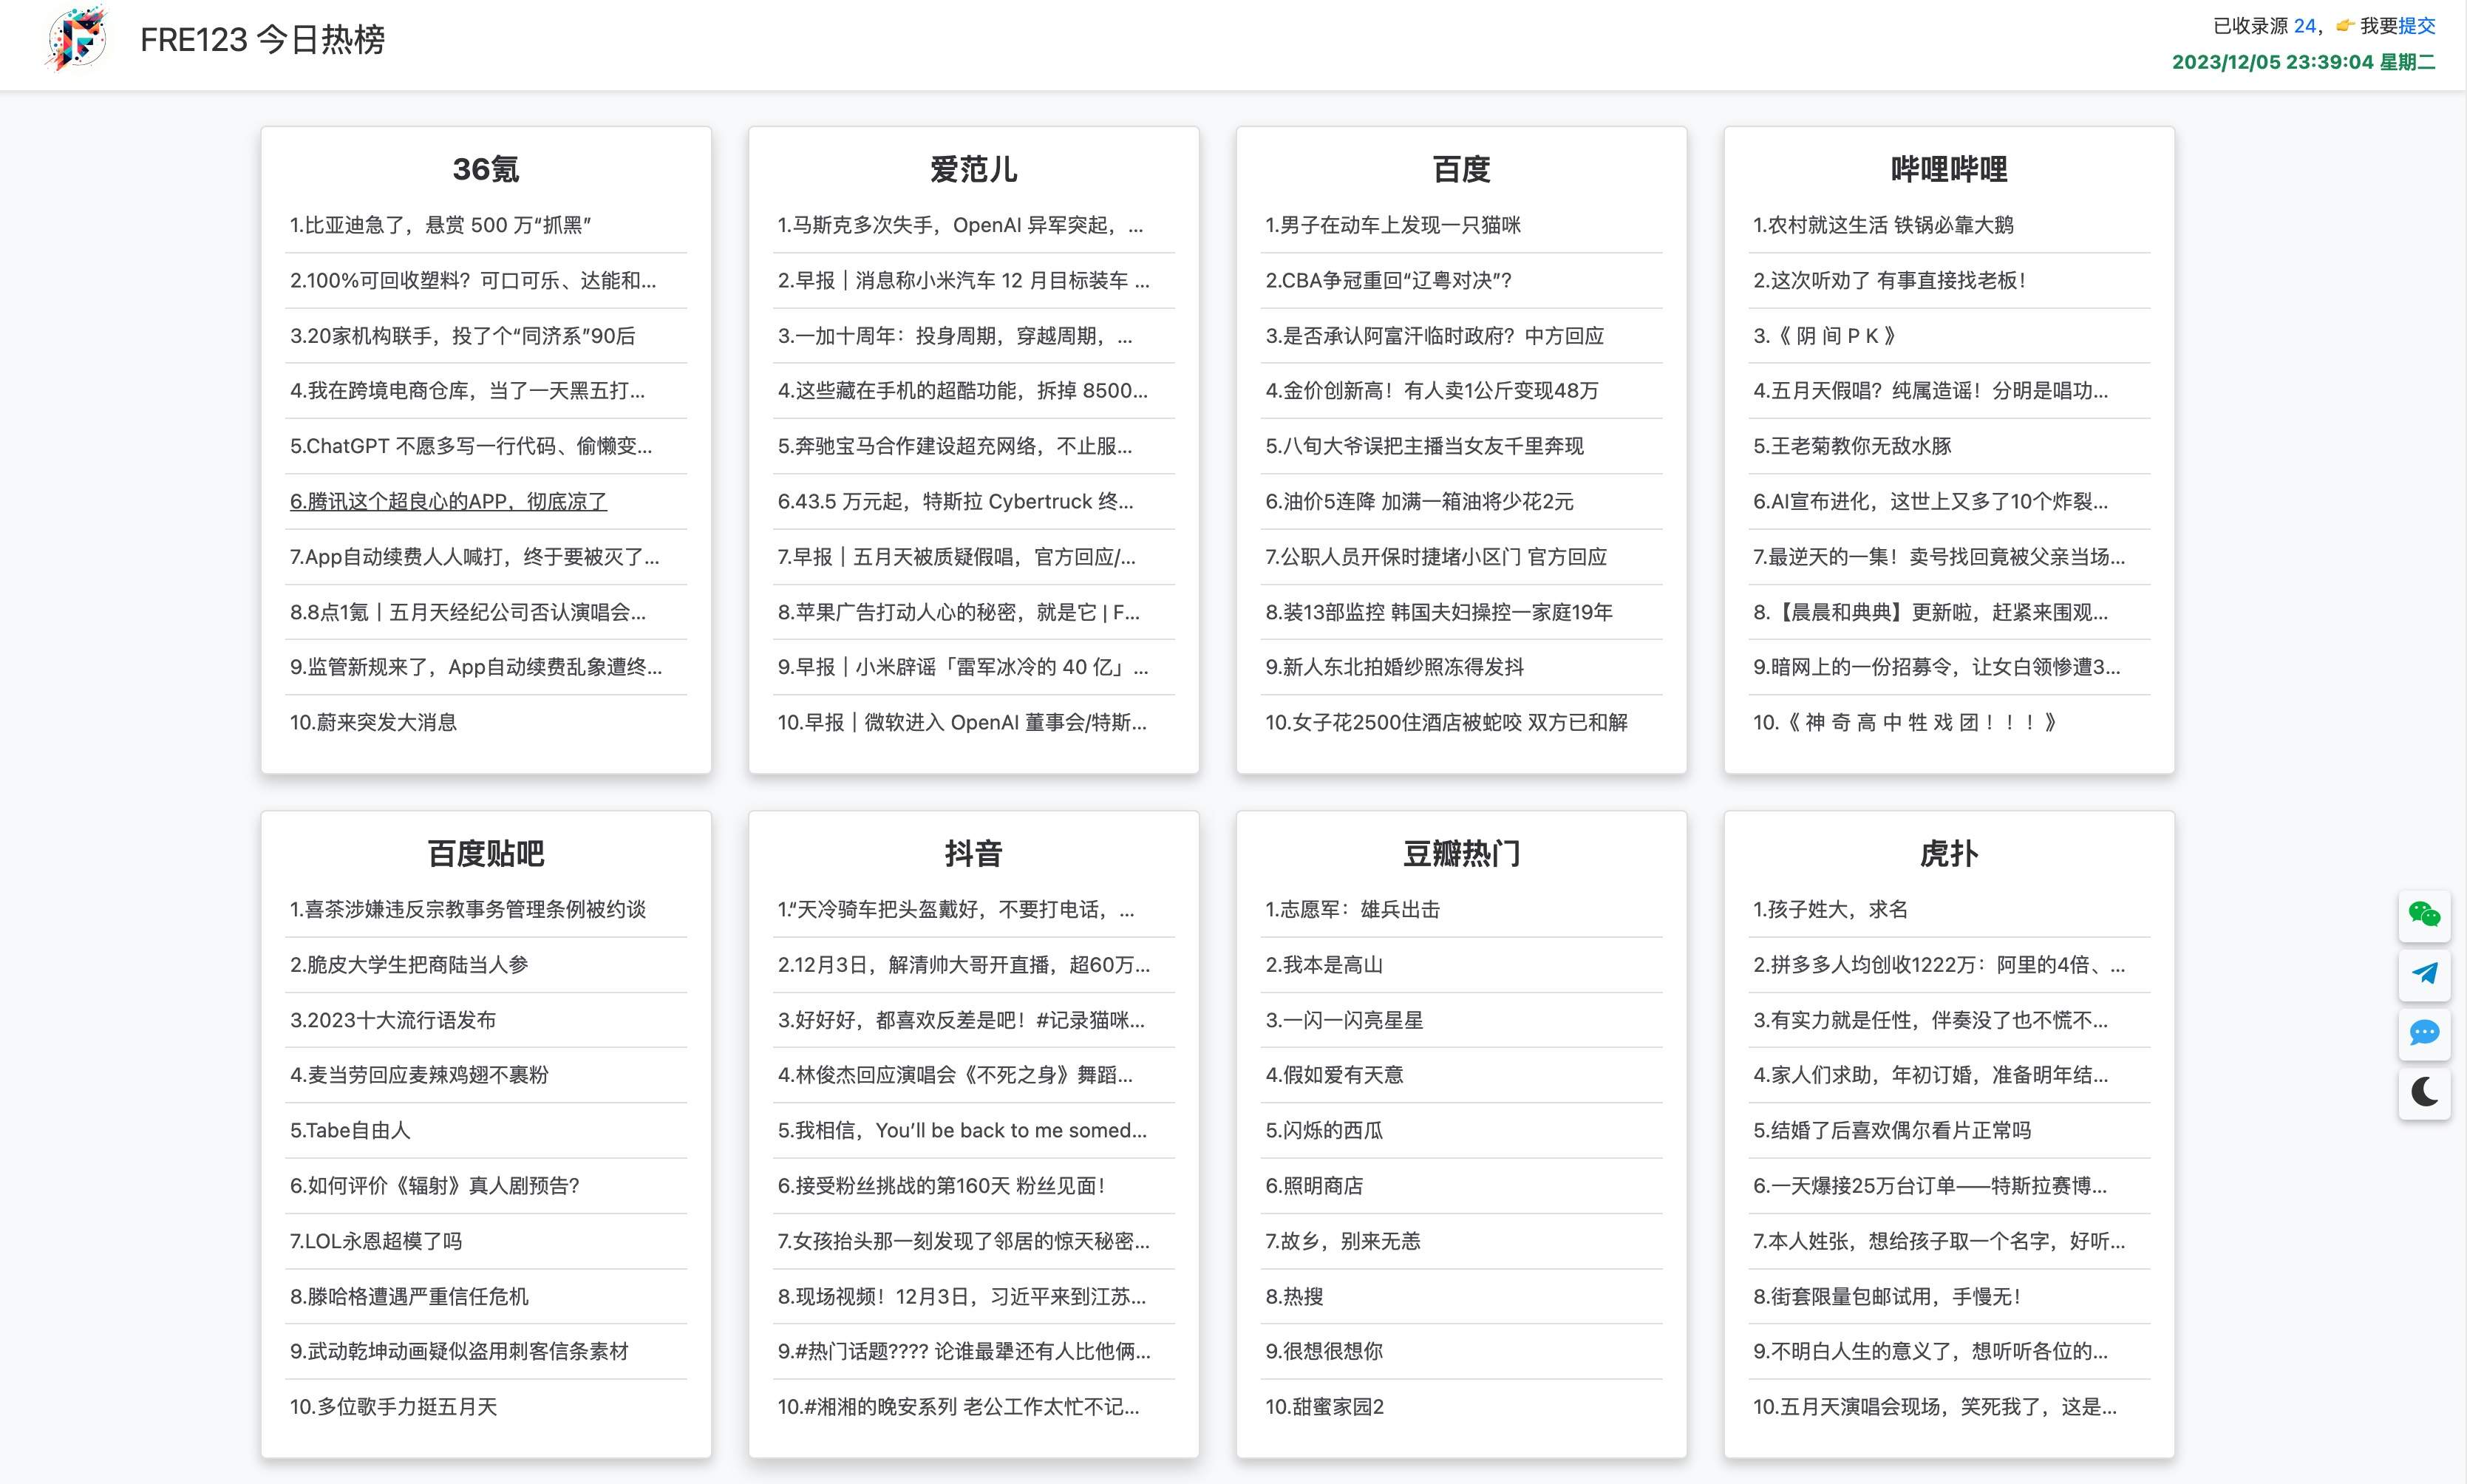 FRE123 今日热榜
已收录源 24，👉 我要提交
2023/12/05 23:39:04 星期二
36氪
1.比亚迪急了，悬赏 500 万“抓黑”
2.100%可回收塑料？可口可乐、达能和...
3.20家机构联手，投了个“同济系”90后
4.我在跨境电商仓库，当了一天黑五打...
5.ChatGPT 不愿多写一行代码、偷懒变...
6.腾讯这个超良心的APP，彻底凉了
7.App自动续费人人喊打，终于要被灭了...
8.8点1氪丨五月天经纪公司否认演唱会...
9.监管新规来了，App自动续费乱象遭终...
10.蔚来突发大消息
爱范儿
1.马斯克多次失手，OpenAI 异军突起，...
2.早报｜消息称小米汽车 12 月目标装车 ...
3.一加十周年：投身周期，穿越周期，...
4.这些藏在手机的超酷功能，拆掉 8500...
5.奔驰宝马合作建设超充网络，不止服...
6.43.5 万元起，特斯拉 Cybertruck 终...
7.早报｜五月天被质疑假唱，官方回应/...
8.苹果广告打动人心的秘密，就是它 | F...
9.早报｜小米辟谣「雷军冰冷的 40 亿」...
10.早报｜微软进入 OpenAI 董事会/特斯...
百度
1.男子在动车上发现一只猫咪
2.CBA争冠重回“辽粤对决”？
3.是否承认阿富汗临时政府？中方回应
4.金价创新高！有人卖1公斤变现48万
5.八旬大爷误把主播当女友千里奔现
6.油价5连降 加满一箱油将少花2元
7.公职人员开保时捷堵小区门 官方回应
8.装13部监控 韩国夫妇操控一家庭19年
9.新人东北拍婚纱照冻得发抖
10.女子花2500住酒店被蛇咬 双方已和解
哔哩哔哩
1.农村就这生活 铁锅必靠大鹅
2.这次听劝了 有事直接找老板！
3.《 阴 间 P K 》
4.五月天假唱？纯属造谣！分明是唱功...
5.王老菊教你无敌水豚
6.AI宣布进化，这世上又多了10个炸裂...
7.最逆天的一集！卖号找回竟被父亲当场...
8.【晨晨和典典】更新啦，赶紧来围观...
9.暗网上的一份招募令，让女白领惨遭3...
10.《 神 奇 高 中 牲 戏 团 ！ ！ ！ 》
百度贴吧
1.喜茶涉嫌违反宗教事务管理条例被约谈
2.脆皮大学生把商陆当人参
3.2023十大流行语发布
4.麦当劳回应麦辣鸡翅不裹粉
5.Tabe自由人
6.如何评价《辐射》真人剧预告？
7.LOL永恩超模了吗
8.滕哈格遭遇严重信任危机
9.武动乾坤动画疑似盗用刺客信条素材
10.多位歌手力挺五月天
抖音
1.“天冷骑车把头盔戴好，不要打电话，...
2.12月3日，解清帅大哥开直播，超60万...
3.好好好，都喜欢反差是吧！#记录猫咪...
4.林俊杰回应演唱会《不死之身》舞蹈...
5.我相信，You’ll be back to me somed...
6.接受粉丝挑战的第160天 粉丝见面！
7.女孩抬头那一刻发现了邻居的惊天秘密...
8.现场视频！12月3日，习近平来到江苏...
9.#热门话题???? 论谁最犟还有人比他俩...
10.#湘湘的晚安系列 老公工作太忙不记...
豆瓣热门
1.志愿军：雄兵出击
2.我本是高山
3.一闪一闪亮星星
4.假如爱有天意
5.闪烁的西瓜
6.照明商店
7.故乡，别来无恙
8.热搜
9.很想很想你
10.甜蜜家园2
虎扑
1.孩子姓大，求名
2.拼多多人均创收1222万：阿里的4倍、...
3.有实力就是任性，伴奏没了也不慌不...
4.家人们求助，年初订婚，准备明年结...
5.结婚了后喜欢偶尔看片正常吗
6.一天爆接25万台订单——特斯拉赛博...
7.本人姓张，想给孩子取一个名字，好听...
8.街套限量包邮试用，手慢无！
9.不明白人生的意义了，想听听各位的...
10.五月天演唱会现场，笑死我了，这是...